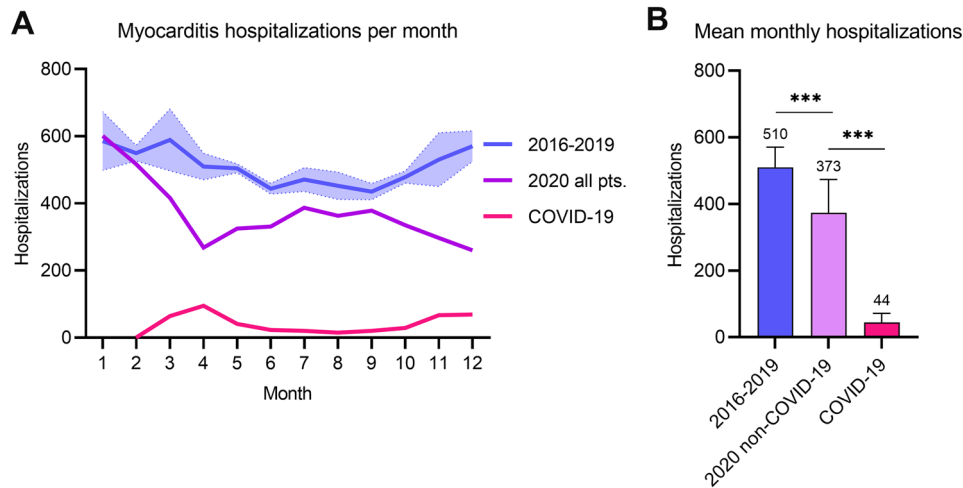 A
Myocarditis hospitalizations per month
Hospitalizations
800
600
400
200
0
1 2 3 4 5 6 7 8 9 10 11 12
Month
2016-2019
2020 all pts.
COVID-19
B
Mean monthly hospitalizations
Hospitalizations
800
600
400
200
0
***
***
510
373
44
2016-2019
2020 non-COVID-19
COVID-19